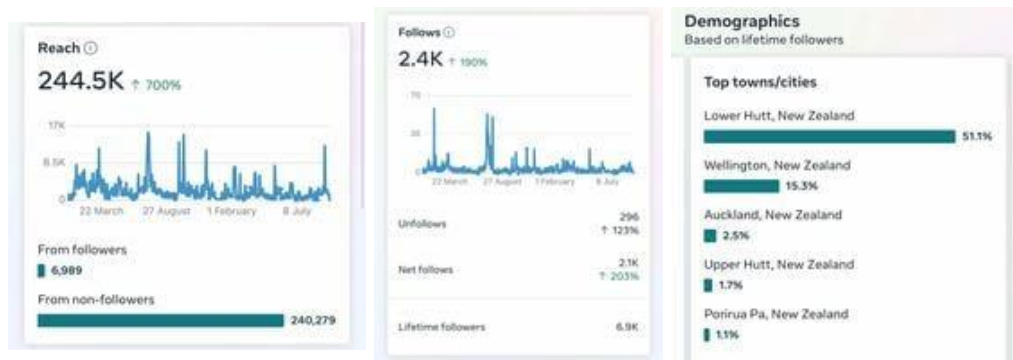 Reach
244.5K ↑ 700%
17K
8.5K
0
22 March 27 August 1 February 8 July
From followers
6,989
From non-followers
240,279
Follows
2.4K ↑ 190%
70
35
0
22 March 27 August 1 February 8 July
Unfollows 296
↑ 123%
Net follows 2.1K
↑ 203%
Lifetime followers 6.9K
Demographics
Based on lifetime followers
Top towns/cities
Lower Hutt, New Zealand
51.1%
Wellington, New Zealand
15.3%
Auckland, New Zealand
2.5%
Upper Hutt, New Zealand
1.7%
Porirua Pa, New Zealand
1.1%